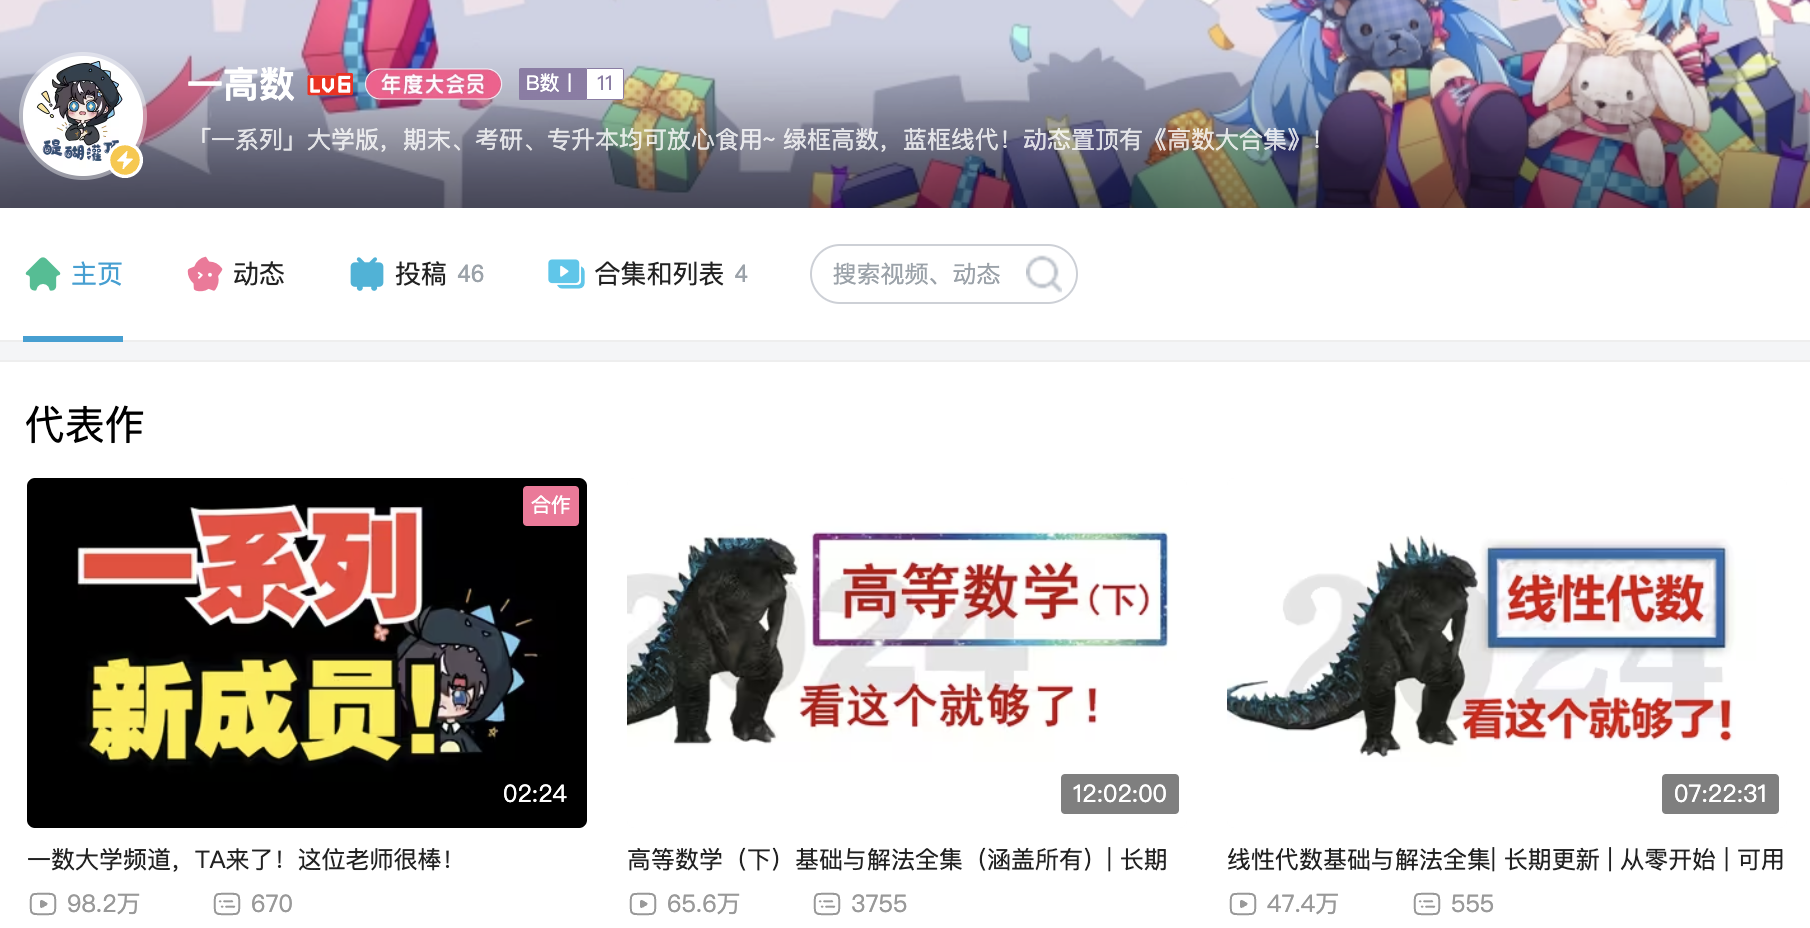 一高数 LV6 年度大会员 B数 | 11
「一系列」大学版，期末、考研、专升本均可放心食用~ 绿框高数，蓝框线代！动态置顶有《高数大合集》！
醍醐灌顶
主页 动态 投稿 46 合集和列表 4 搜索视频、动态
代表作
合作
一系列
新成员!
02:24
2024
高等数学（下）
看这个就够了！
12:02:00
2024
线性代数
看这个就够了!
07:22:31
一数大学频道，TA来了！这位老师很棒！
98.2万 670
高等数学（下）基础与解法全集（涵盖所有）| 长期
65.6万 3755
线性代数基础与解法全集| 长期更新 | 从零开始 | 可用
47.4万 555